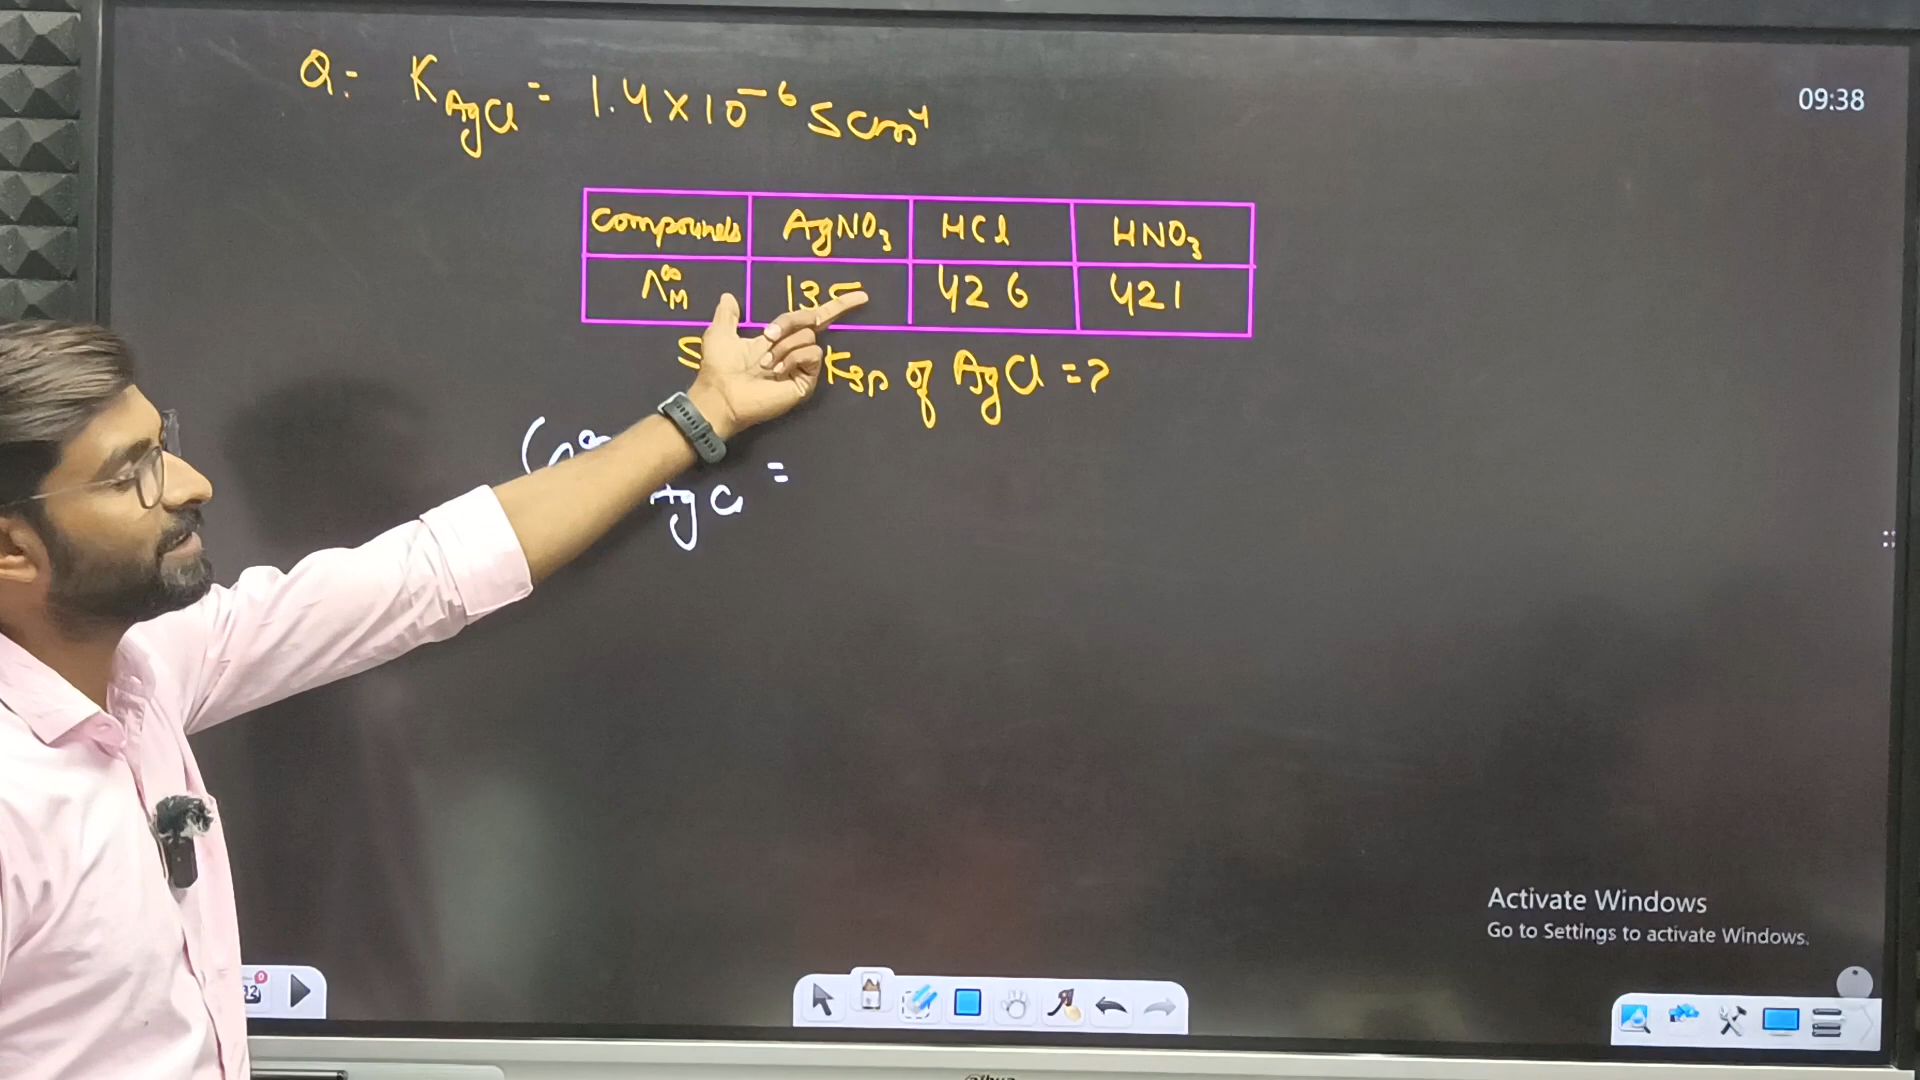 Q: K AgCl = 1.4 × 10⁻⁶ S cm⁻¹
09:38
Compounds AgNO₃ HCl HNO₃
Λ∞M 135 426 421
Ksp of AgCl = ?
AgCl =
Activate Windows
Go to Settings to activate Windows.